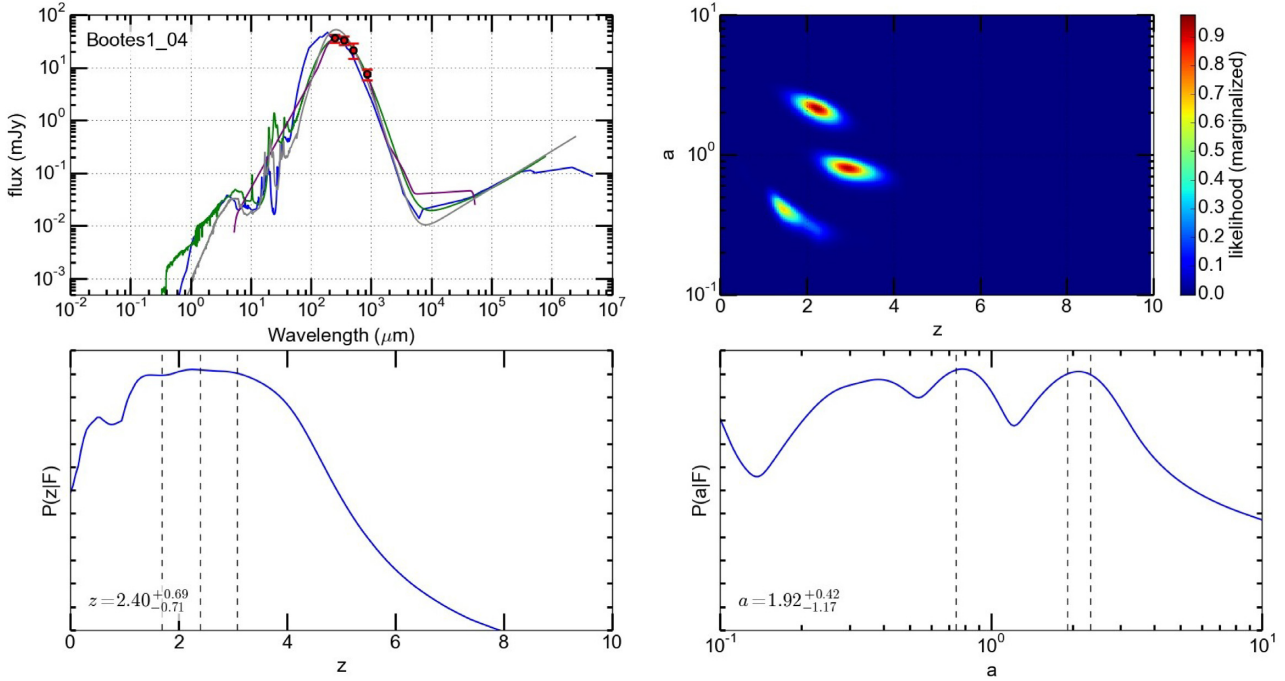 Bootes1_04
flux (mJy)
10^2
10^1
10^0
10^-1
10^-2
10^-3
10^-2 10^-1 10^0 10^1 10^2 10^3 10^4 10^5 10^6 10^7
Wavelength (μm)
a
10^1
10^0
10^-1
0 2 4 6 8 10
z
0.9
0.8
0.7
0.6
0.5
0.4
0.3
0.2
0.1
0.0
likelihood (marginalized)
P(z|F)
z=2.40^{+0.69}_{-0.71}
0 2 4 6 8 10
z
P(a|F)
a=1.92^{+0.42}_{-1.17}
10^-1 10^0 10^1
a